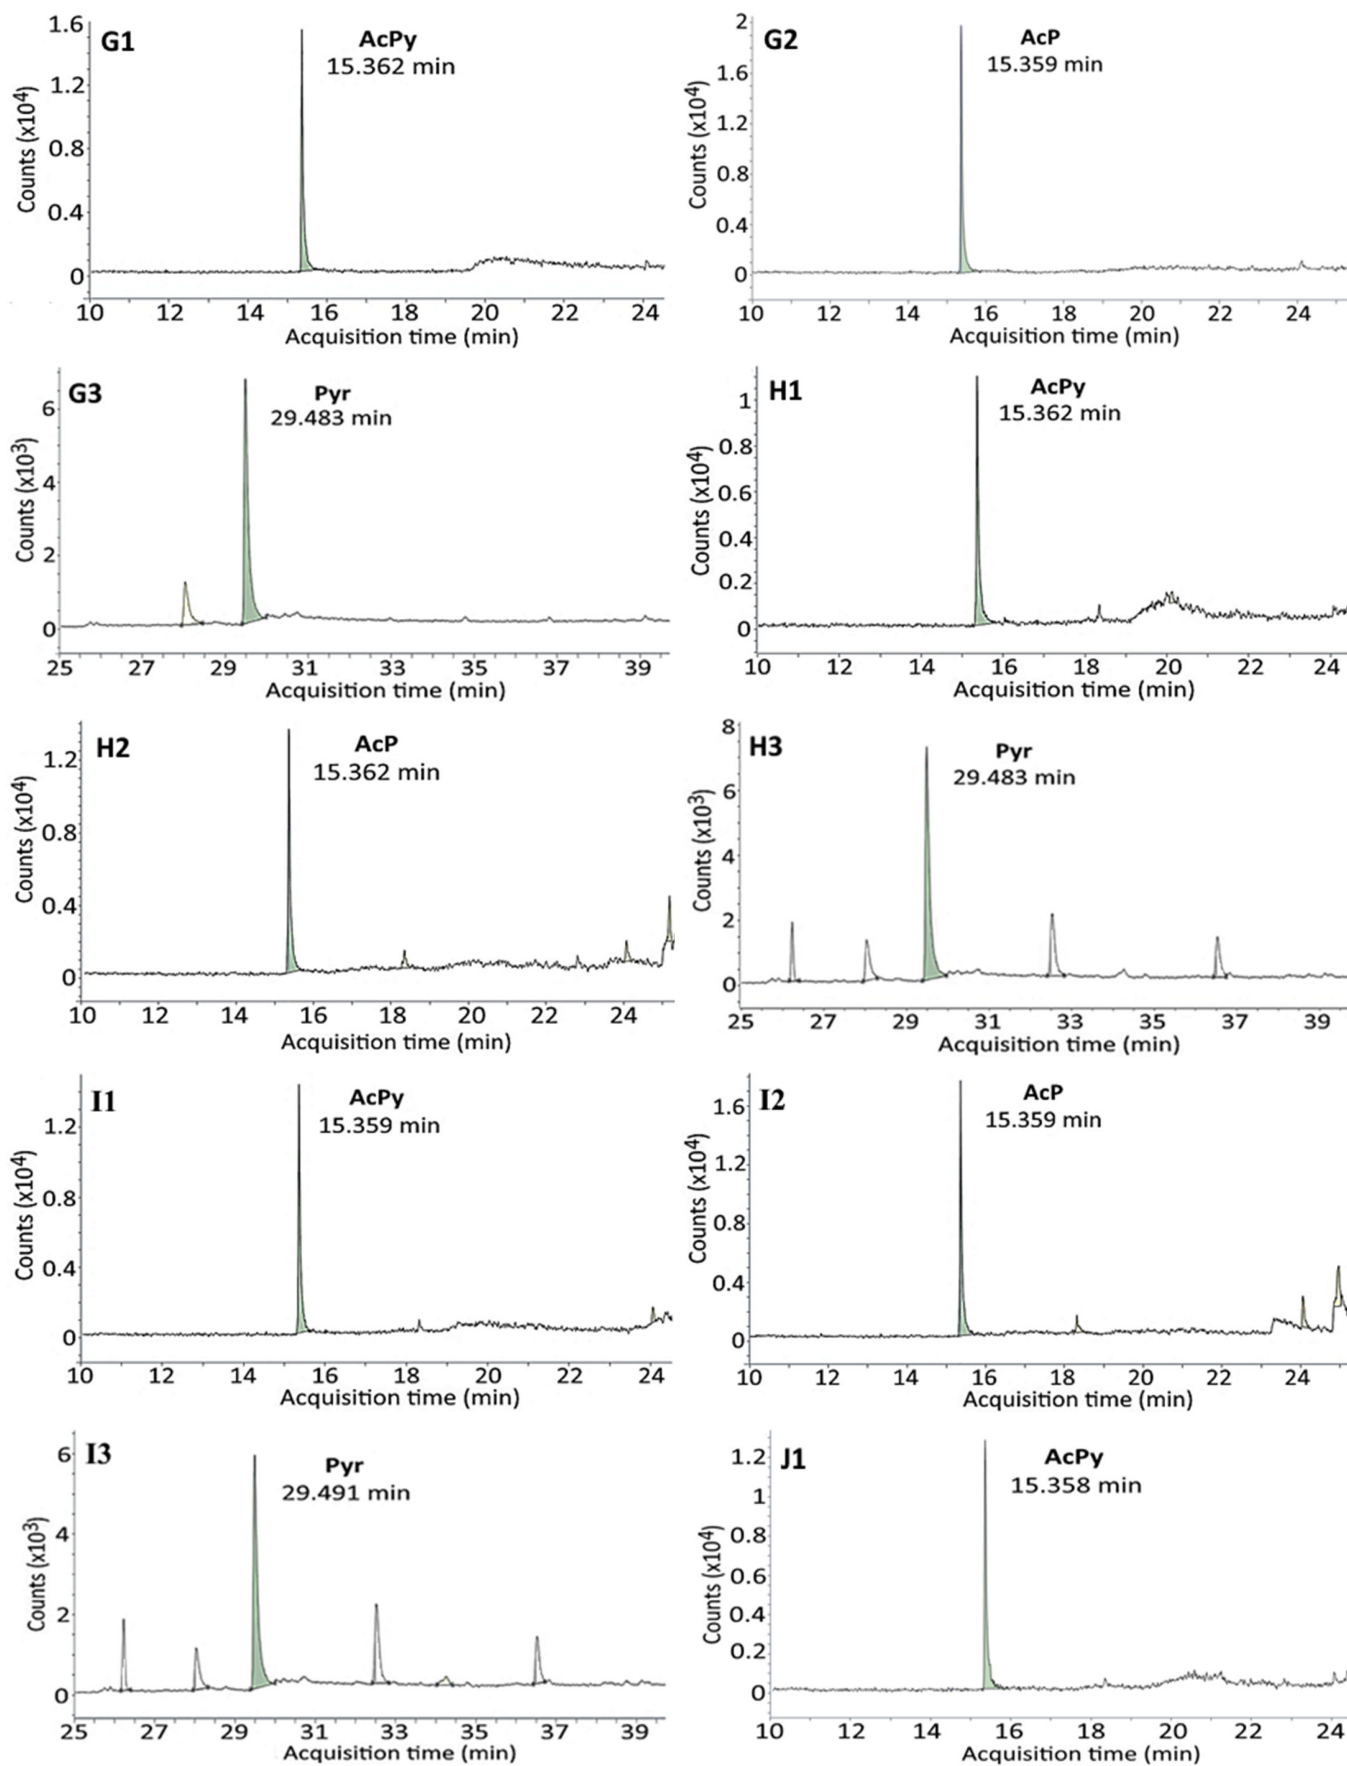 G1
AcPy
15.362 min
Counts (x10⁴)
1.6
1.2
0.8
0.4
0
10 12 14 15 16 18 20 22 24
Acquisition time (min)
G2
AcP
15.359 min
Counts (x10⁴)
2
1.6
1.2
0.8
0.4
0
10 12 14 16 18 20 22 24
Acquisition time (min)
G3
Pyr
29.483 min
Counts (x10³)
6
4
2
0
25 27 29 31 33 35 37 39
Acquisition time (min)
H1
AcPy
15.362 min
Counts (x10⁴)
1
0.8
0.6
0.4
0.2
0
10 12 14 16 18 20 22 24
Acquisition time (min)
H2
AcP
15.362 min
Counts (x10⁴)
1.2
0.8
0.4
0
10 12 14 16 18 20 22 24
Acquisition time (min)
H3
Pyr
29.483 min
Counts (x10³)
8
6
4
2
0
25 27 29 31 33 35 37 39
Acquisition time (min)
I1
AcPy
15.359 min
Counts (x10⁴)
1.2
0.8
0.4
0
10 12 14 16 18 20 22 24
Acquisition time (min)
I2
AcP
15.359 min
Counts (x10⁴)
1.6
1.2
0.8
0.4
0
10 12 14 16 18 20 22 24
Acquisition time (min)
I3
Pyr
29.491 min
Counts (x10³)
6
4
2
0
25 27 29 31 33 35 37 39
Acquisition time (min)
J1
AcPy
15.358 min
Counts (x10⁴)
1.2
1
0.8
0.6
0.4
0.2
0
10 12 14 16 18 20 22 24
Acquisition time (min)